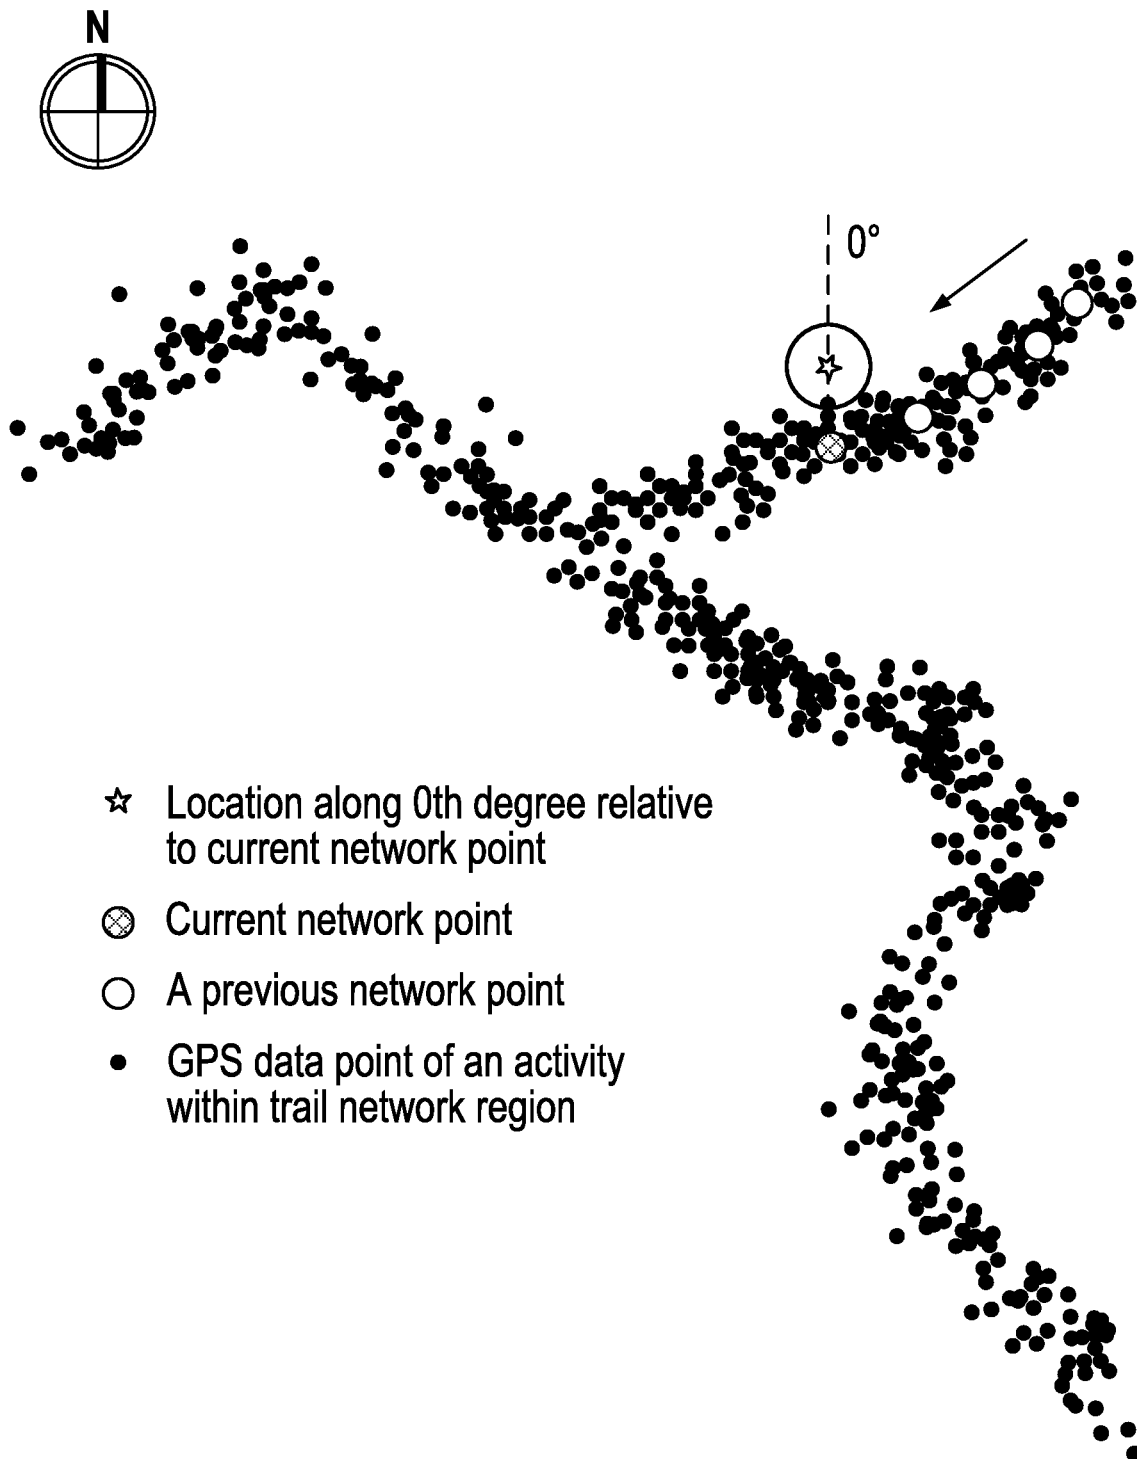 N
0°
Location along 0th degree relative
to current network point
Current network point
A previous network point
GPS data point of an activity
within trail network region